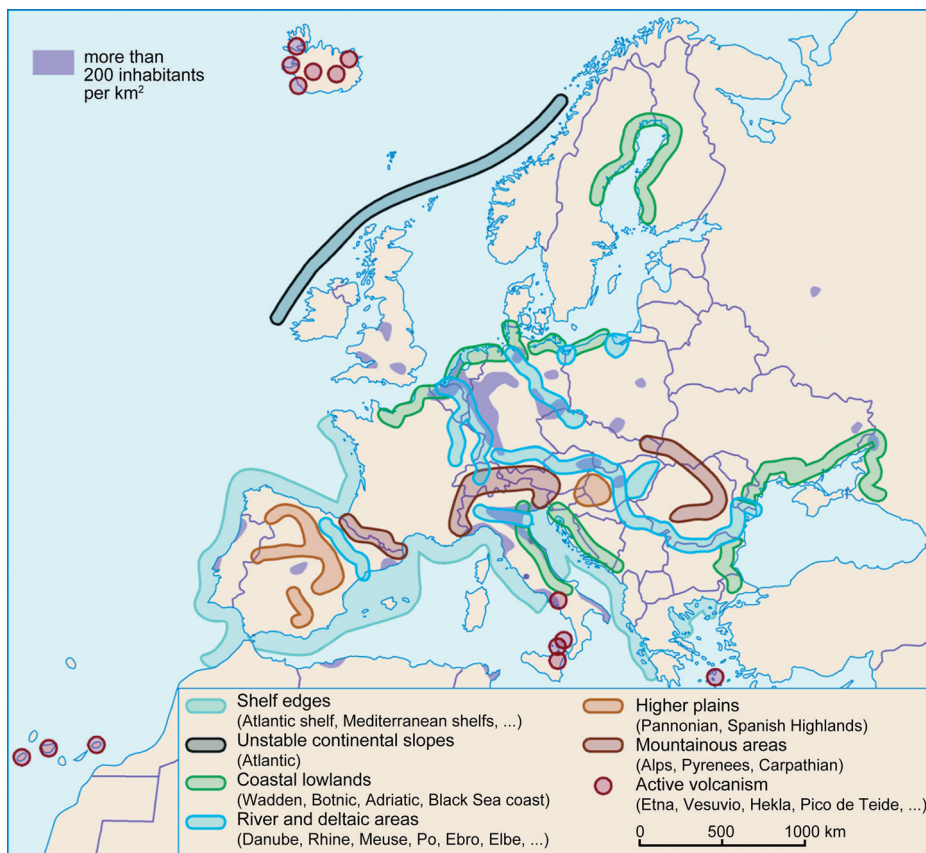 more than
200 inhabitants
per km²
Shelf edges
(Atlantic shelf, Mediterranean shelfs, ...)
Unstable continental slopes
(Atlantic)
Coastal lowlands
(Wadden, Botnic, Adriatic, Black Sea coast)
River and deltaic areas
(Danube, Rhine, Meuse, Po, Ebro, Elbe, ...)
Higher plains
(Pannonian, Spanish Highlands)
Mountainous areas
(Alps, Pyrenees, Carpathian)
Active volcanism
(Etna, Vesuvio, Hekla, Pico de Teide, ...)
0 500 1000 km